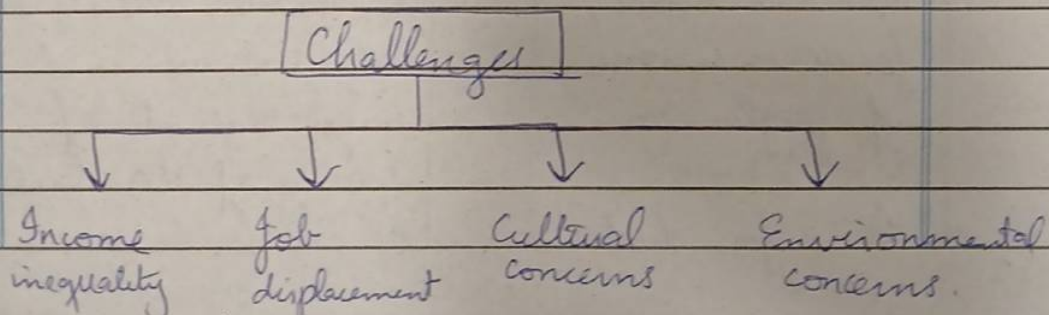 Challenges
Income inequality
Job displacement
Cultural concerns
Environmental concerns.